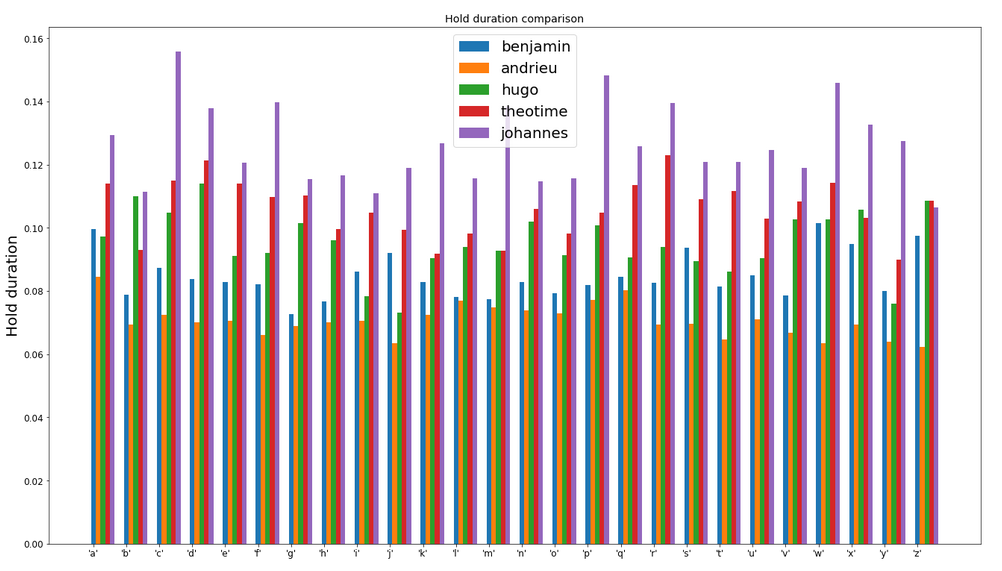 Hold duration comparison
benjamin
andrieu
hugo
theotime
johannes
Hold duration
0.16
0.14
0.12
0.10
0.08
0.06
0.04
0.02
0.00
'a' 'b' 'c' 'd' 'e' 'f' 'g' 'h' 'i' 'j' 'k' 'l' 'm' 'n' 'o' 'p' 'q' 'r' 's' 't' 'u' 'v' 'w' 'x' 'y' 'z'